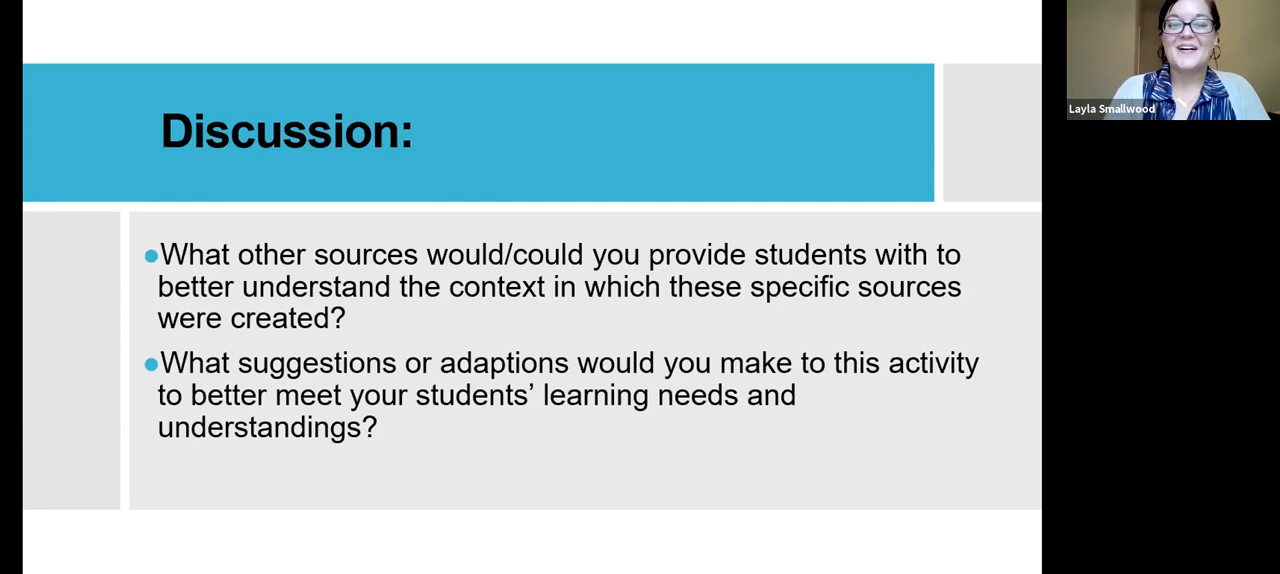 Discussion:
Layla Smallwood
●What other sources would/could you provide students with to
better understand the context in which these specific sources
were created?
●What suggestions or adaptions would you make to this activity
to better meet your students’ learning needs and
understandings?